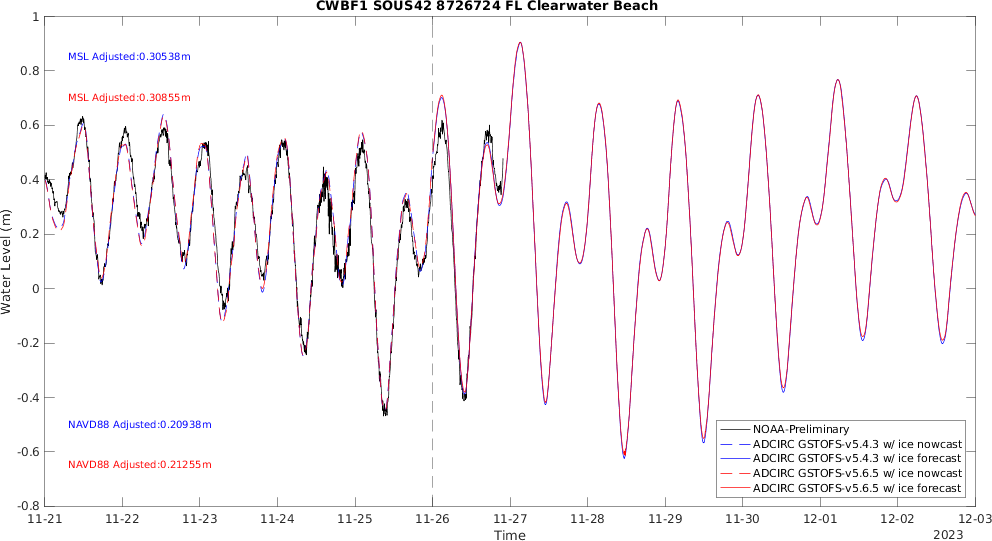 CWBF1 SOUS42 8726724 FL Clearwater Beach
MSL Adjusted:0.30538m
MSL Adjusted:0.30855m
NAVD88 Adjusted:0.20938m
NAVD88 Adjusted:0.21255m
Water Level (m)
1
0.8
0.6
0.4
0.2
0
-0.2
-0.4
-0.6
-0.8
NOAA-Preliminary
ADCIRC GSTOFS-v5.4.3 w/ ice nowcast
ADCIRC GSTOFS-v5.4.3 w/ ice forecast
ADCIRC GSTOFS-v5.6.5 w/ ice nowcast
ADCIRC GSTOFS-v5.6.5 w/ ice forecast
11-21 11-22 11-23 11-24 11-25 11-26 11-27 11-28 11-29 11-30 12-01 12-02 12-03
Time
2023